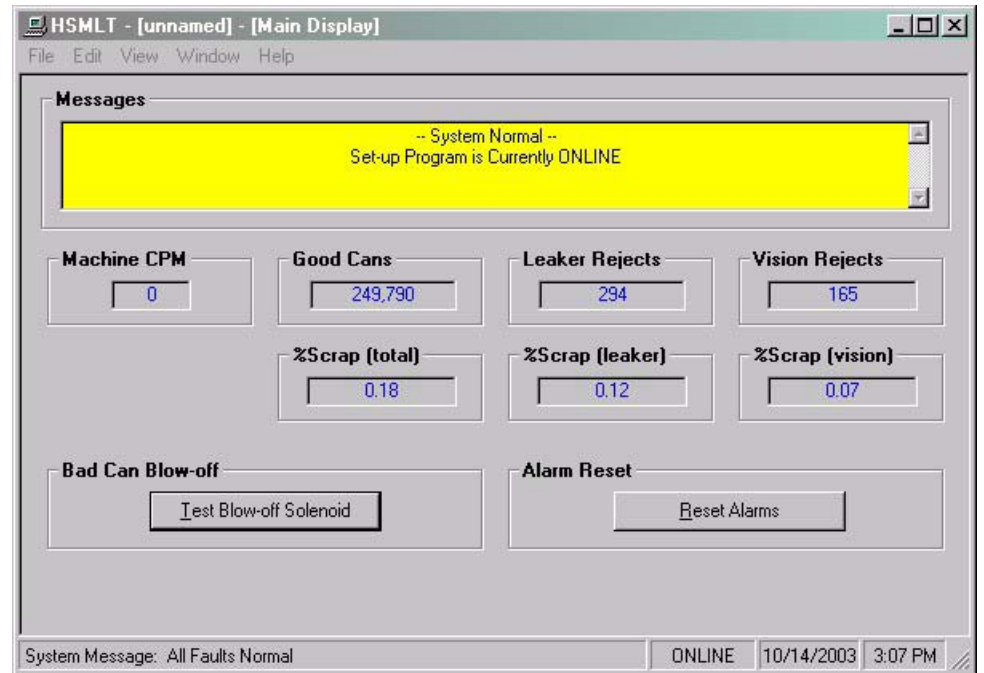 HSMLT - [unnamed] - [Main Display]
File Edit View Window Help
Messages
-- System Normal --
Set-up Program is Currently ONLINE
Machine CPM
0
Good Cans
249,790
Leaker Rejects
294
Vision Rejects
165
%Scrap (total)
0.18
%Scrap (leaker)
0.12
%Scrap (vision)
0.07
Bad Can Blow-off
Test Blow-off Solenoid
Alarm Reset
Reset Alarms
System Message: All Faults Normal
ONLINE
10/14/2003
3:07 PM